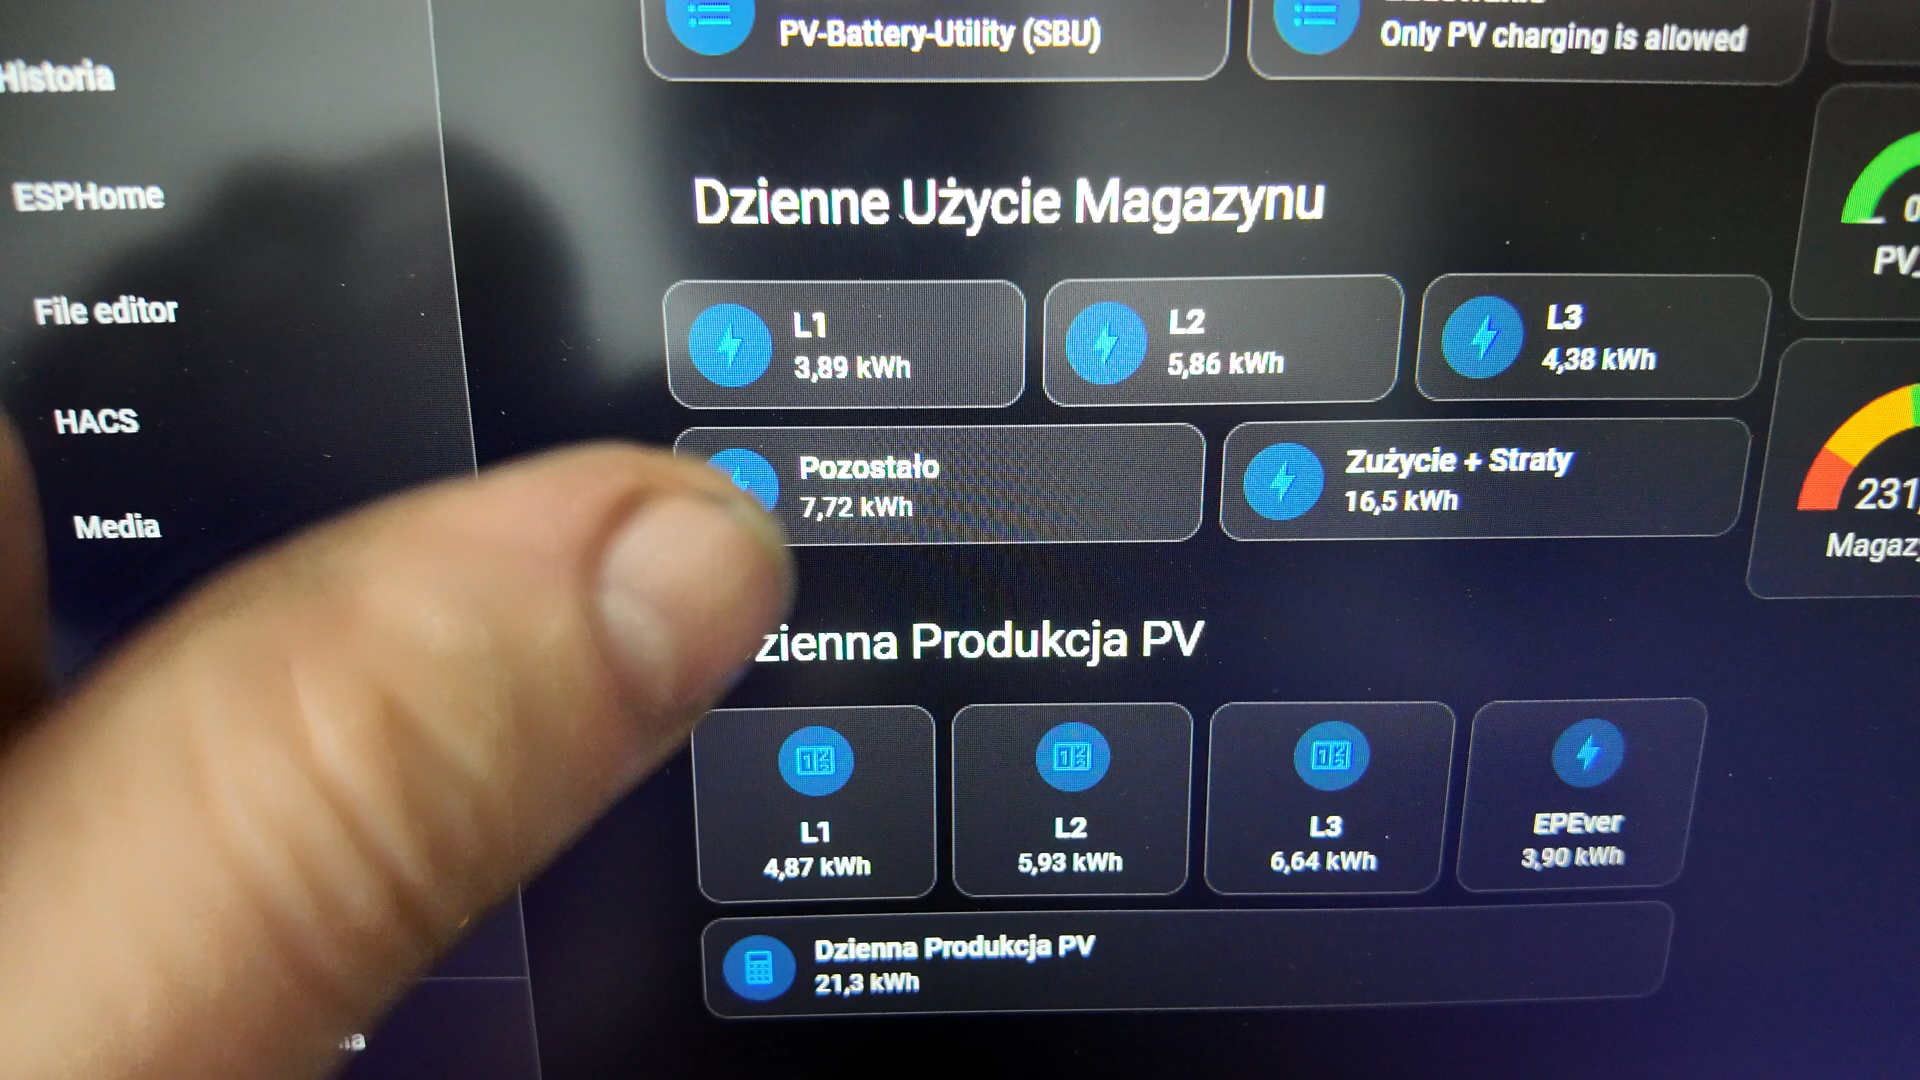 Historia
ESPHome
File editor
HACS
Media
PV-Battery-Utility (SBU)
Only PV charging is allowed
Dzienne Użycie Magazynu
L1
3,89 kWh
L2
5,86 kWh
L3
4,38 kWh
Pozostało
7,72 kWh
Zużycie + Straty
16,5 kWh
zienna Produkcja PV
L1
4,87 kWh
L2
5,93 kWh
L3
6,64 kWh
EPEver
3,90 kWh
Dzienna Produkcja PV
21,3 kWh
PV
231,
Magazy